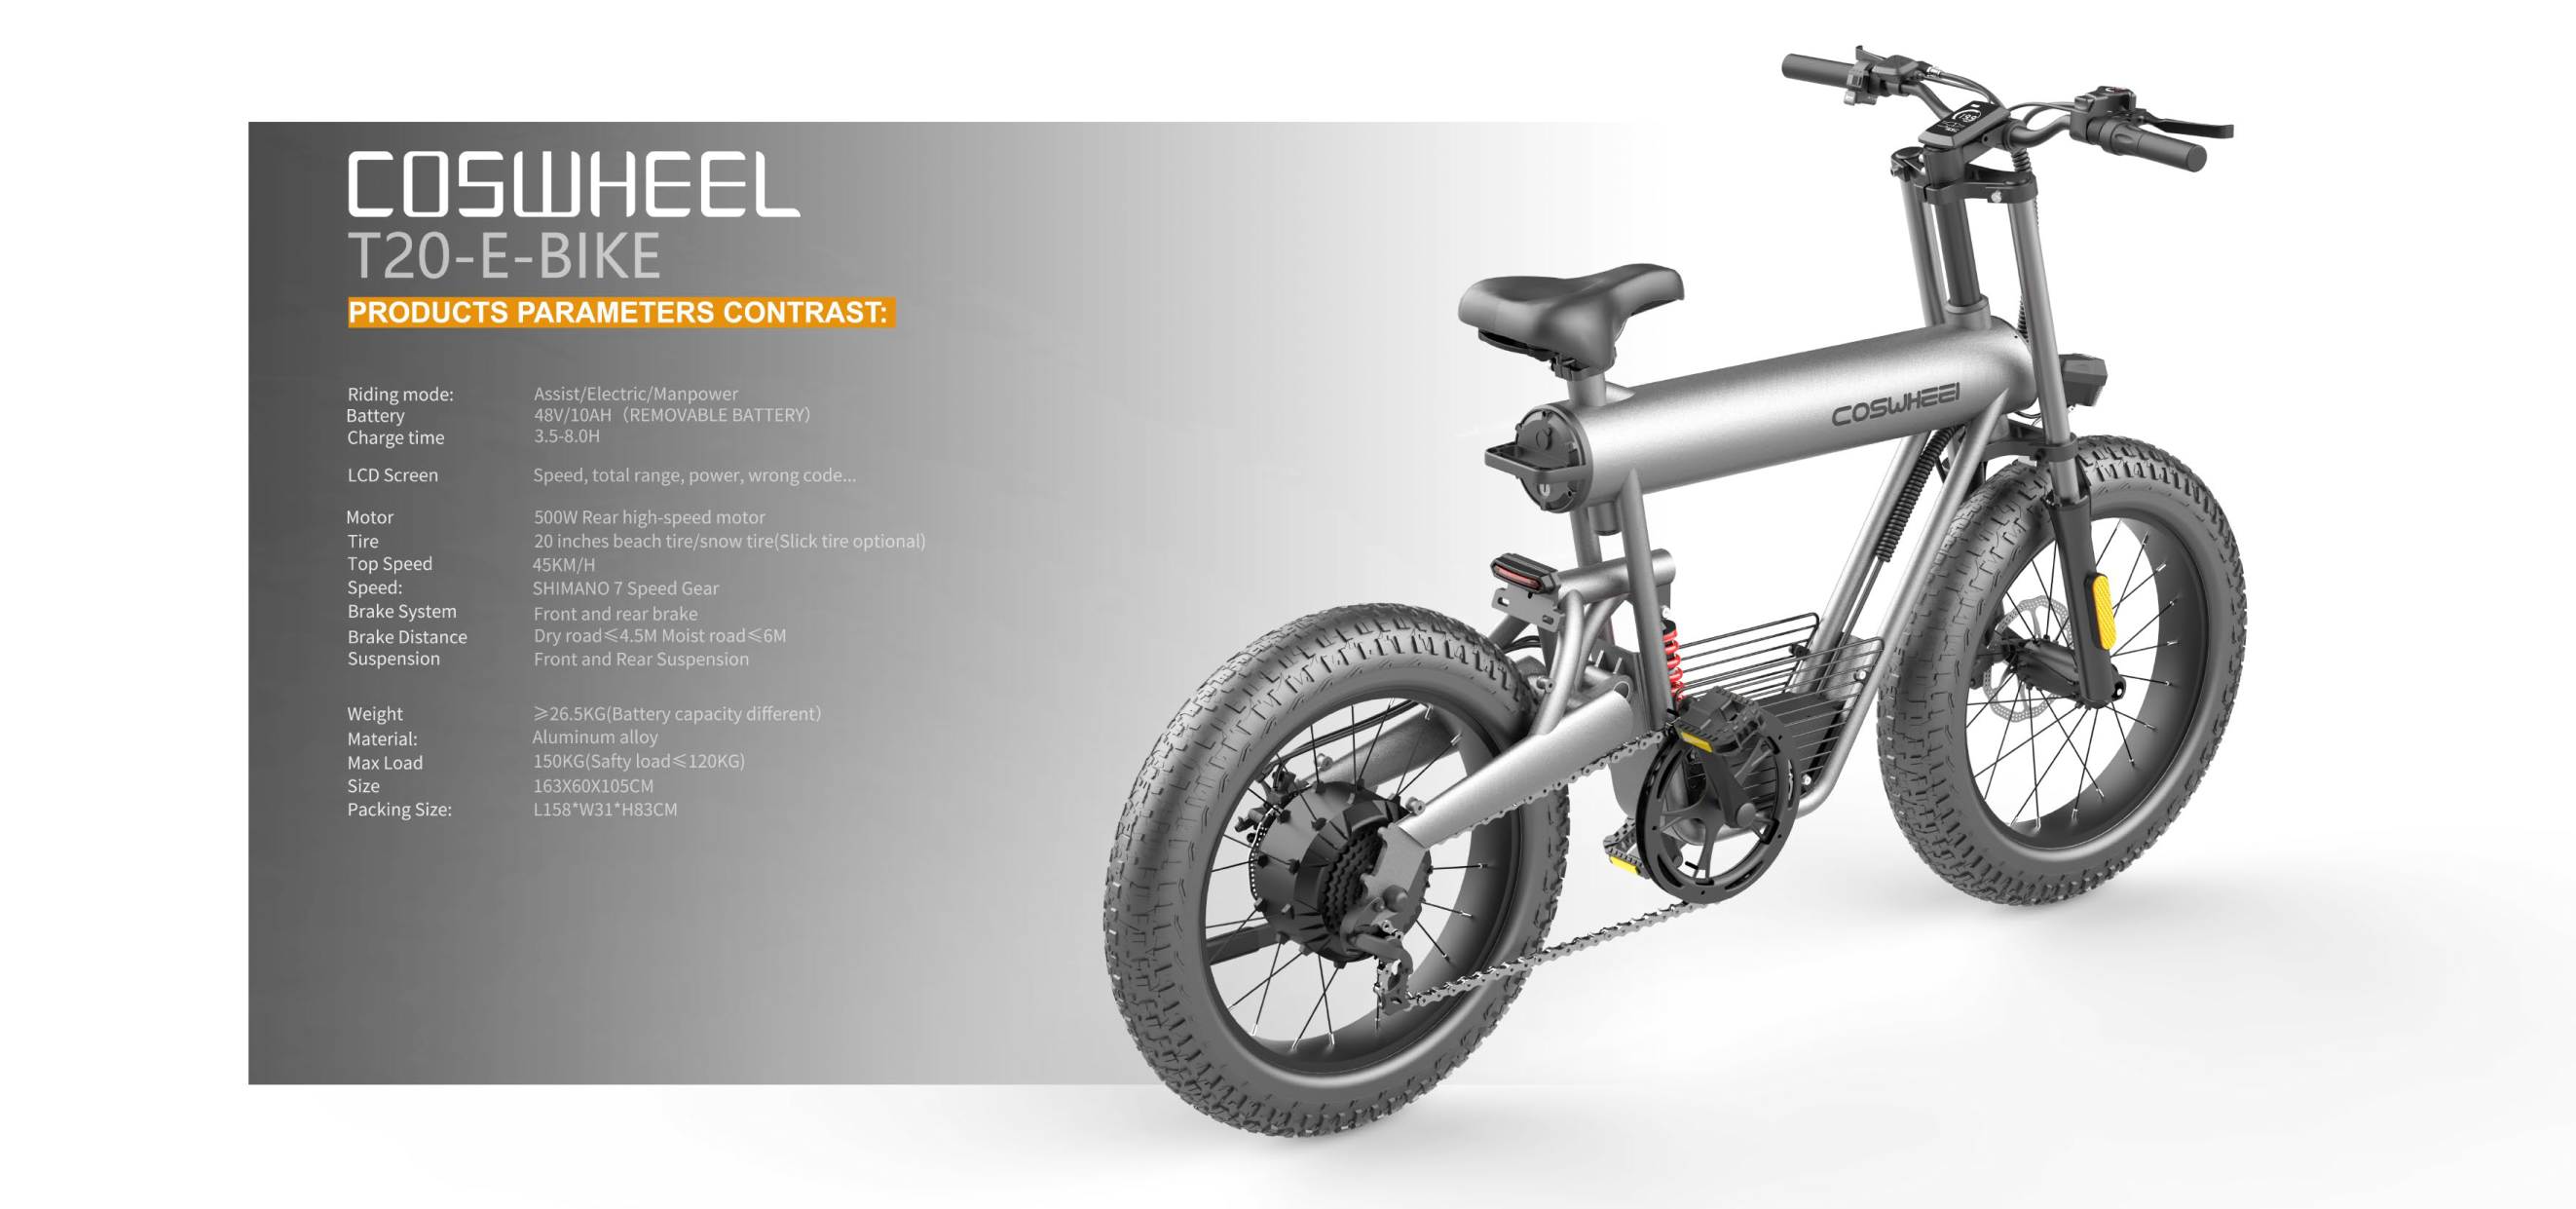 COSWHEEL
T20-E-BIKE
PRODUCTS PARAMETERS CONTRAST:
Riding mode: Assist/Electric/Manpower
Battery 48V/10AH（REMOVABLE BATTERY）
Charge time 3.5-8.0H
LCD Screen Speed, total range, power, wrong code...
Motor 500W Rear high-speed motor
Tire 20 inches beach tire/snow tire(Slick tire optional)
Top Speed 45KM/H
Speed: SHIMANO 7 Speed Gear
Brake System Front and rear brake
Brake Distance Dry road≤4.5M Moist road≤6M
Suspension Front and Rear Suspension
Weight ≥26.5KG(Battery capacity different)
Material: Aluminum alloy
Max Load 150KG(Safty load≤120KG)
Size 163X60X105CM
Packing Size: L158*W31*H83CM
COSWHEEL